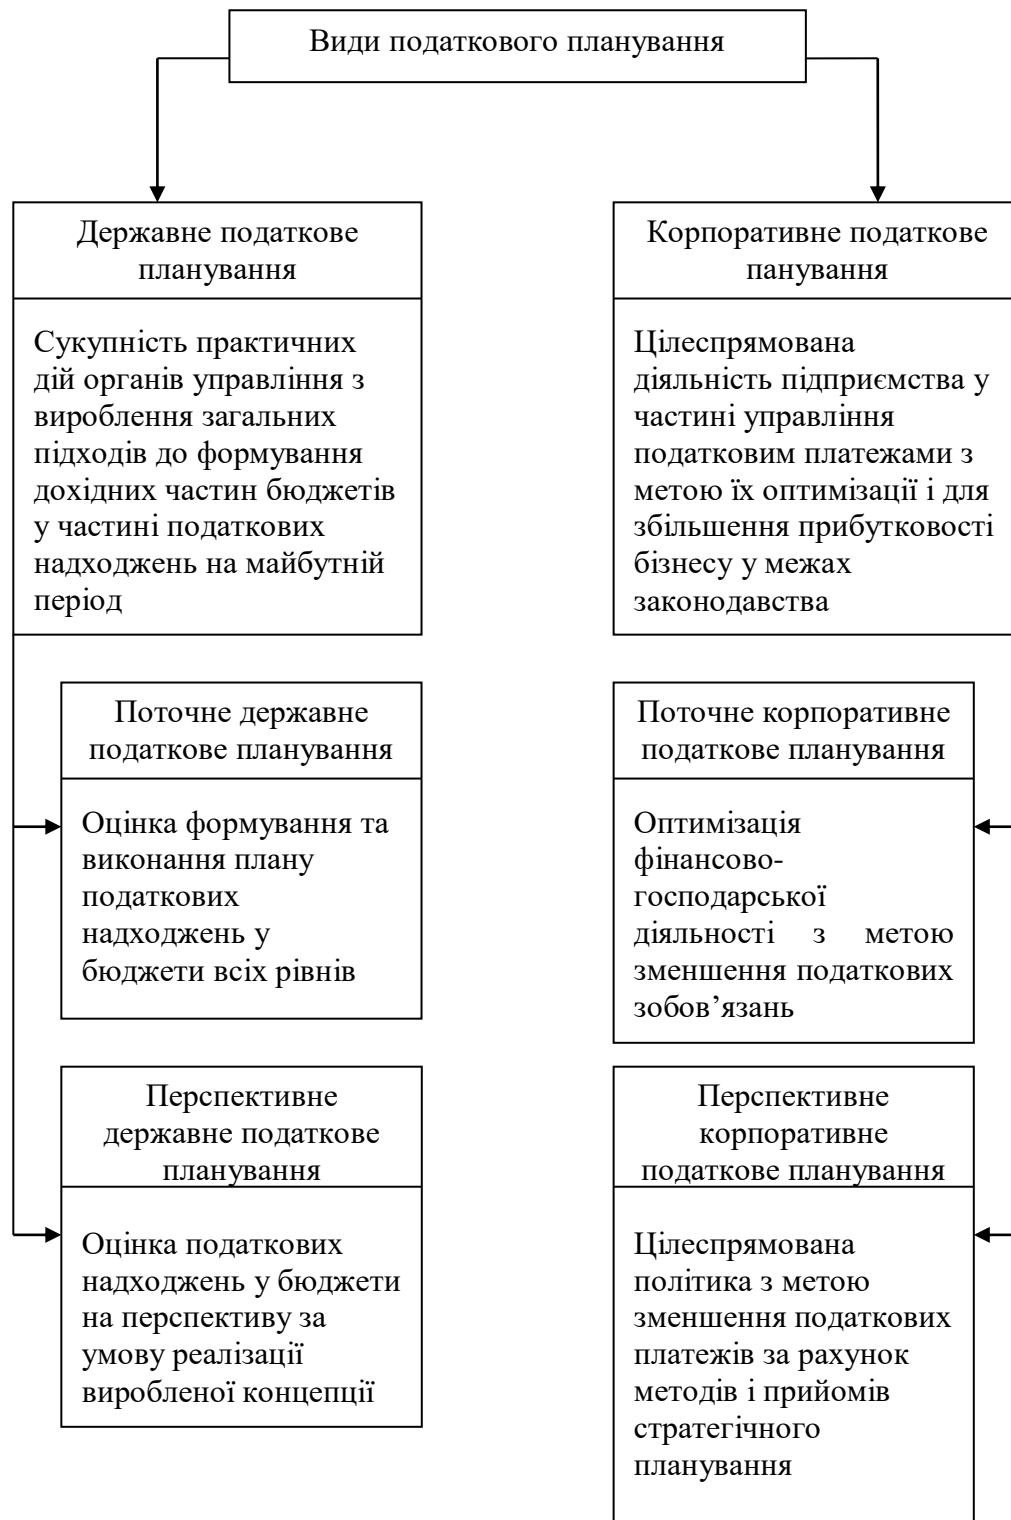 Види податкового планування
Державне податкове
планування
Сукупність практичних
дій органів управління з
вироблення загальних
підходів до формування
дохідних частин бюджетів
у частині податкових
надходжень на майбутній
період
Поточне державне
податкове планування
Оцінка формування та
виконання плану
податкових
надходжень у
бюджети всіх рівнів
Перспективне
державне податкове
планування
Оцінка податкових
надходжень у бюджети
на перспективу за
умову реалізації
виробленої концепції
Корпоративне податкове
панування
Цілеспрямована
діяльність підприємства у
частині управління
податковим платежами з
метою їх оптимізації і для
збільшення прибутковості
бізнесу у межах
законодавства
Поточне корпоративне
податкове планування
Оптимізація
фінансово-
господарської
діяльності з метою
зменшення податкових
зобов’язань
Перспективне
корпоративне
податкове планування
Цілеспрямована
політика з метою
зменшення податкових
платежів за рахунок
методів і прийомів
стратегічного
планування